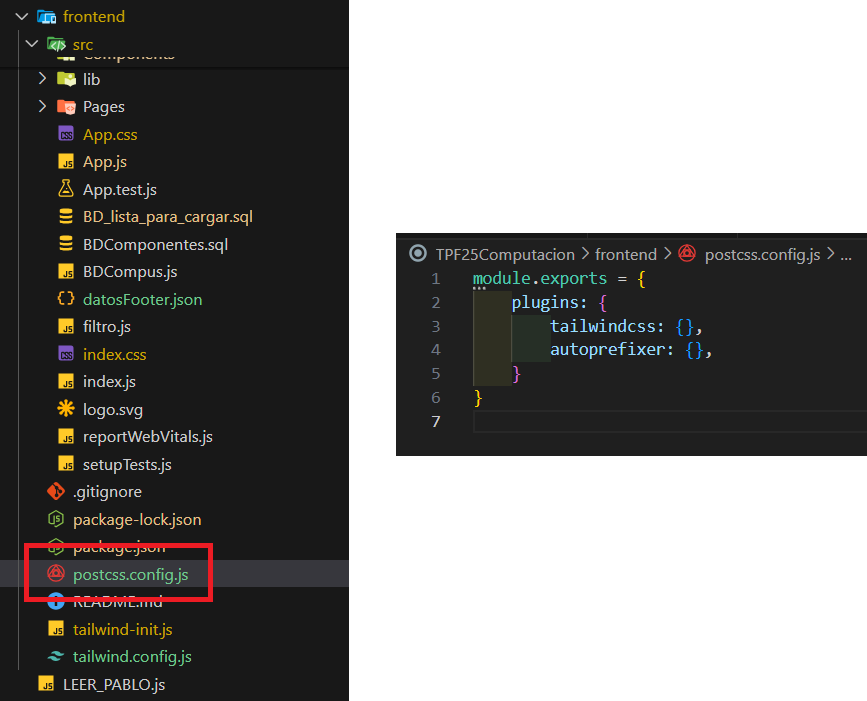 frontend
src
Components
lib
Pages
App.css
App.js
App.test.js
BD_lista_para_cargar.sql
BDComponentes.sql
BDCompus.js
datosFooter.json
filtro.js
index.css
index.js
logo.svg
reportWebVitals.js
setupTests.js
.gitignore
package-lock.json
package.json
postcss.config.js
README.md
tailwind-init.js
tailwind.config.js
LEER_PABLO.js
TPF25Computacion > frontend > postcss.config.js > ...
1 module.exports = {
2 plugins: {
3 tailwindcss: {},
4 autoprefixer: {},
5 }
6 }
7